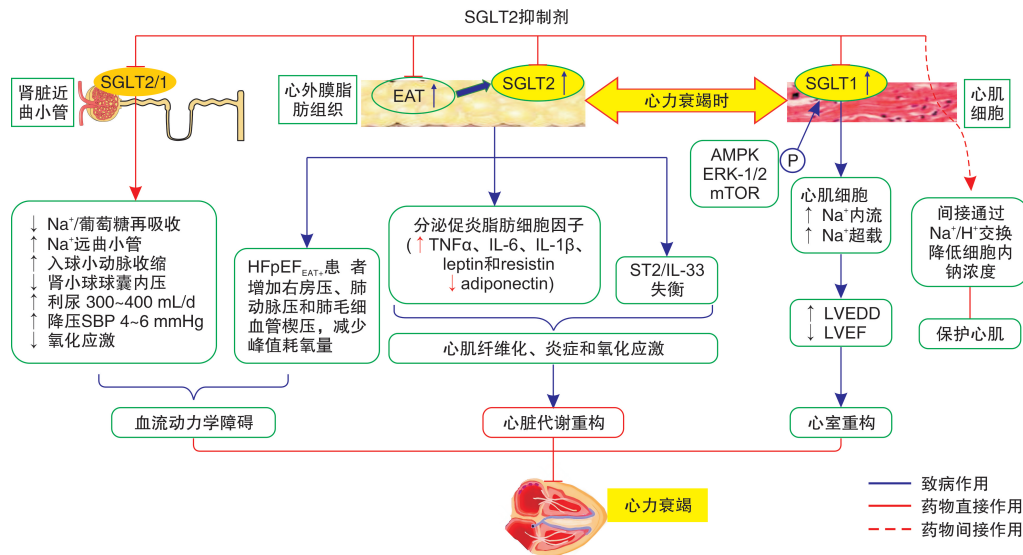 SGLT2抑制剂
肾脏近
曲小管
SGLT2/1
心外膜脂
肪组织
EAT ↑
SGLT2 ↑
心力衰竭时
SGLT1 ↑
心肌
细胞
AMPK
ERK-1/2
mTOR
P
↓ Na⁺/葡萄糖再吸收
↑ Na⁺远曲小管
↑ 入球小动脉收缩
↓ 肾小球球囊内压
↑ 利尿 300~400 mL/d
↑ 降压SBP 4~6 mmHg
↓ 氧化应激
HFpEF EAT+患者
增加右房压、肺
动脉压和肺毛细
血管楔压，减少
峰值耗氧量
分泌促炎脂肪细胞因子
(↑TNFα、IL-6、IL-1β、
leptin和resistin
↓ adiponectin)
ST2/IL-33
失衡
心肌细胞
↑ Na⁺内流
↑ Na⁺超载
间接通过
Na⁺/H⁺交换
降低细胞内
钠浓度
↑ LVEDD
↓ LVEF
保护心肌
心肌纤维化、炎症和氧化应激
血流动力学障碍
心脏代谢重构
心室重构
心力衰竭
致病作用
药物直接作用
药物间接作用